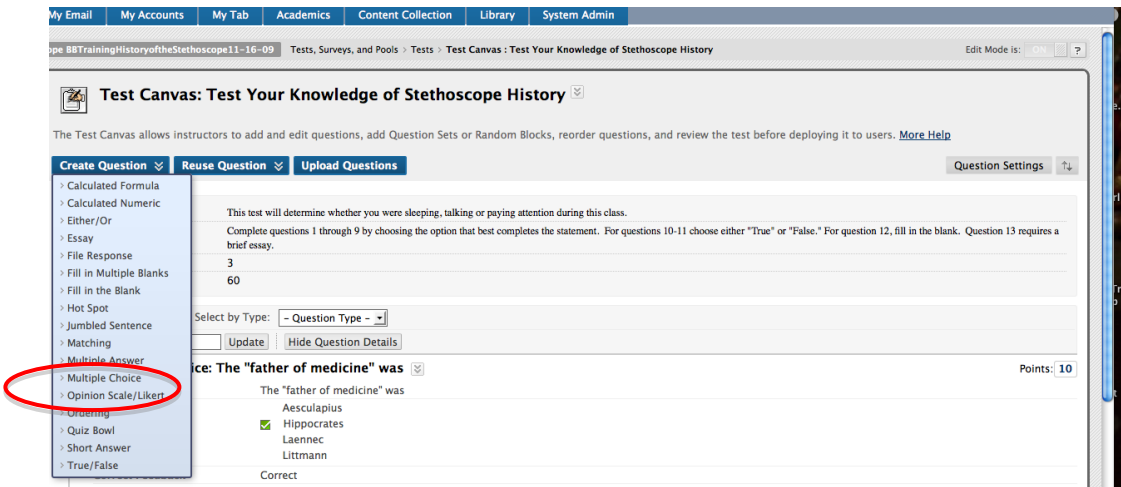 My Email My Accounts My Tab Academics Content Collection Library System Admin
ope BBTrainingHistoryoftheStethoscope11-16-09 Tests, Surveys, and Pools > Tests > Test Canvas : Test Your Knowledge of Stethoscope History Edit Mode is: ON ?
Test Canvas: Test Your Knowledge of Stethoscope History
The Test Canvas allows instructors to add and edit questions, add Question Sets or Random Blocks, reorder questions, and review the test before deploying it to users. More Help
Create Question Reuse Question Upload Questions Question Settings
> Calculated Formula
> Calculated Numeric
> Either/Or
> Essay
> File Response
> Fill in Multiple Blanks
> Fill in the Blank
> Hot Spot
> Jumbled Sentence
> Matching
> Multiple Answer
> Multiple Choice
> Opinion Scale/Likert
> Ordering
> Quiz Bowl
> Short Answer
> True/False
This test will determine whether you were sleeping, talking or paying attention during this class.
Complete questions 1 through 9 by choosing the option that best completes the statement. For questions 10-11 choose either "True" or "False." For question 12, fill in the blank. Question 13 requires a
brief essay.
3
60
Select by Type: - Question Type -
Update Hide Question Details
ice: The "father of medicine" was Points: 10
The "father of medicine" was
Aesculapius
Hippocrates
Laennec
Littmann
Correct Feedback Correct